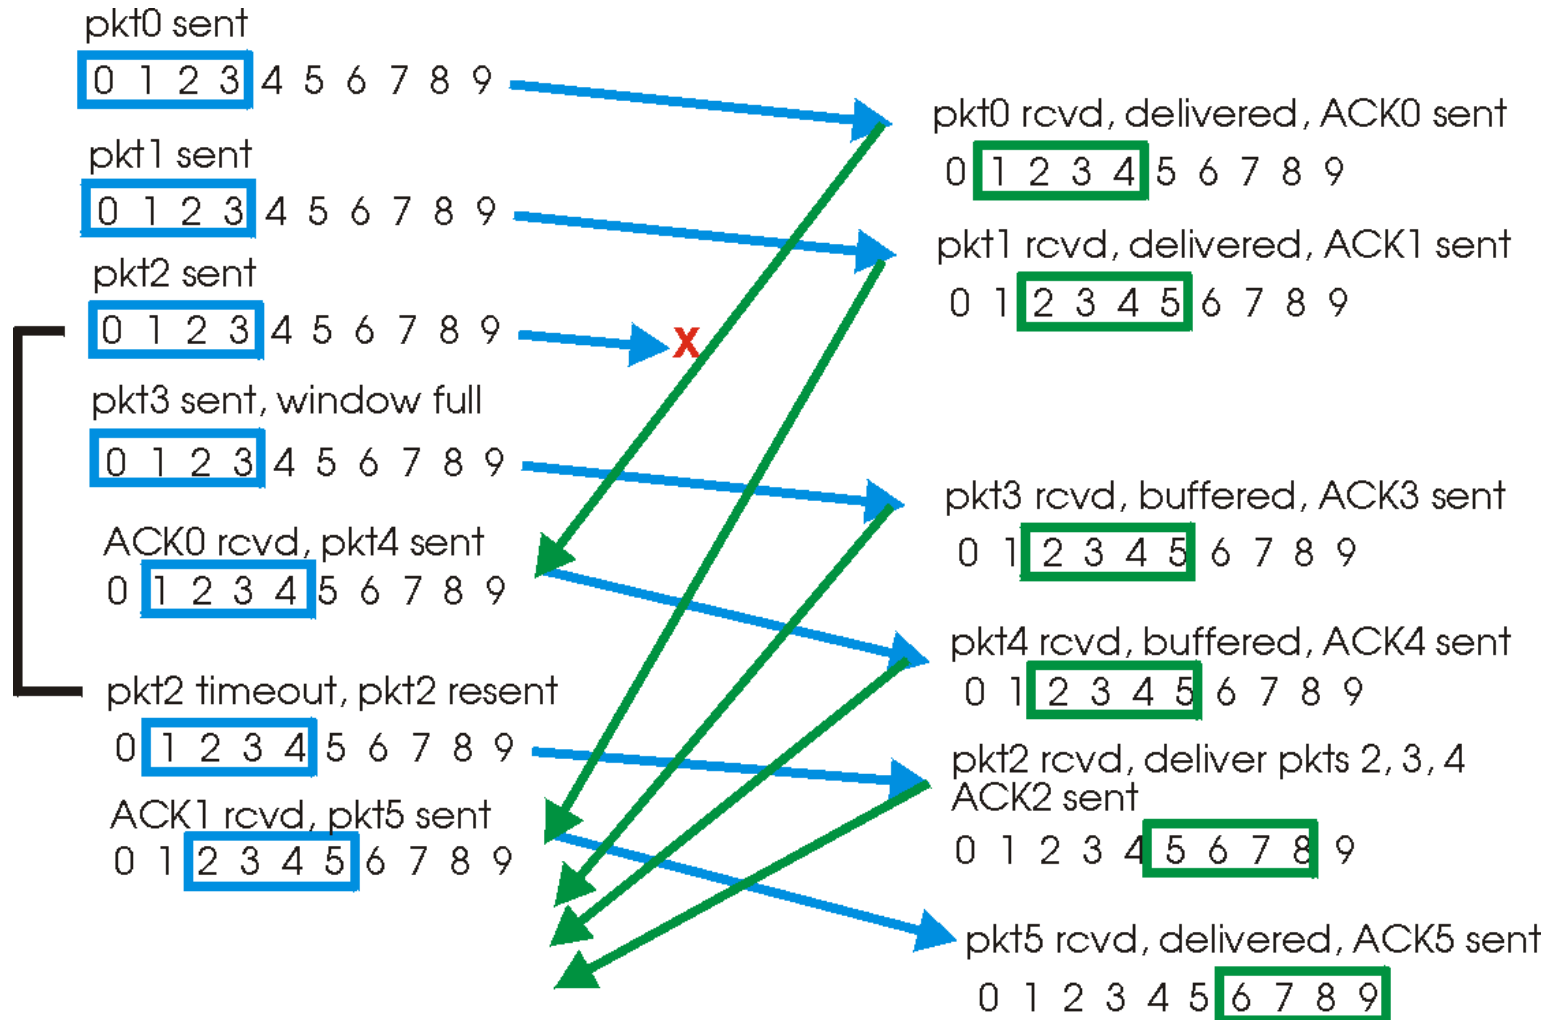 pkt0 sent
0 1 2 3 4 5 6 7 8 9
pkt1 sent
0 1 2 3 4 5 6 7 8 9
pkt2 sent
0 1 2 3 4 5 6 7 8 9
X
pkt3 sent, window full
0 1 2 3 4 5 6 7 8 9
ACK0 rcvd, pkt4 sent
0 1 2 3 4 5 6 7 8 9
pkt2 timeout, pkt2 resent
0 1 2 3 4 5 6 7 8 9
ACK1 rcvd, pkt5 sent
0 1 2 3 4 5 6 7 8 9
pkt0 rcvd, delivered, ACK0 sent
0 1 2 3 4 5 6 7 8 9
pkt1 rcvd, delivered, ACK1 sent
0 1 2 3 4 5 6 7 8 9
pkt3 rcvd, buffered, ACK3 sent
0 1 2 3 4 5 6 7 8 9
pkt4 rcvd, buffered, ACK4 sent
0 1 2 3 4 5 6 7 8 9
pkt2 rcvd, deliver pkts 2, 3, 4
ACK2 sent
0 1 2 3 4 5 6 7 8 9
pkt5 rcvd, delivered, ACK5 sent
0 1 2 3 4 5 6 7 8 9